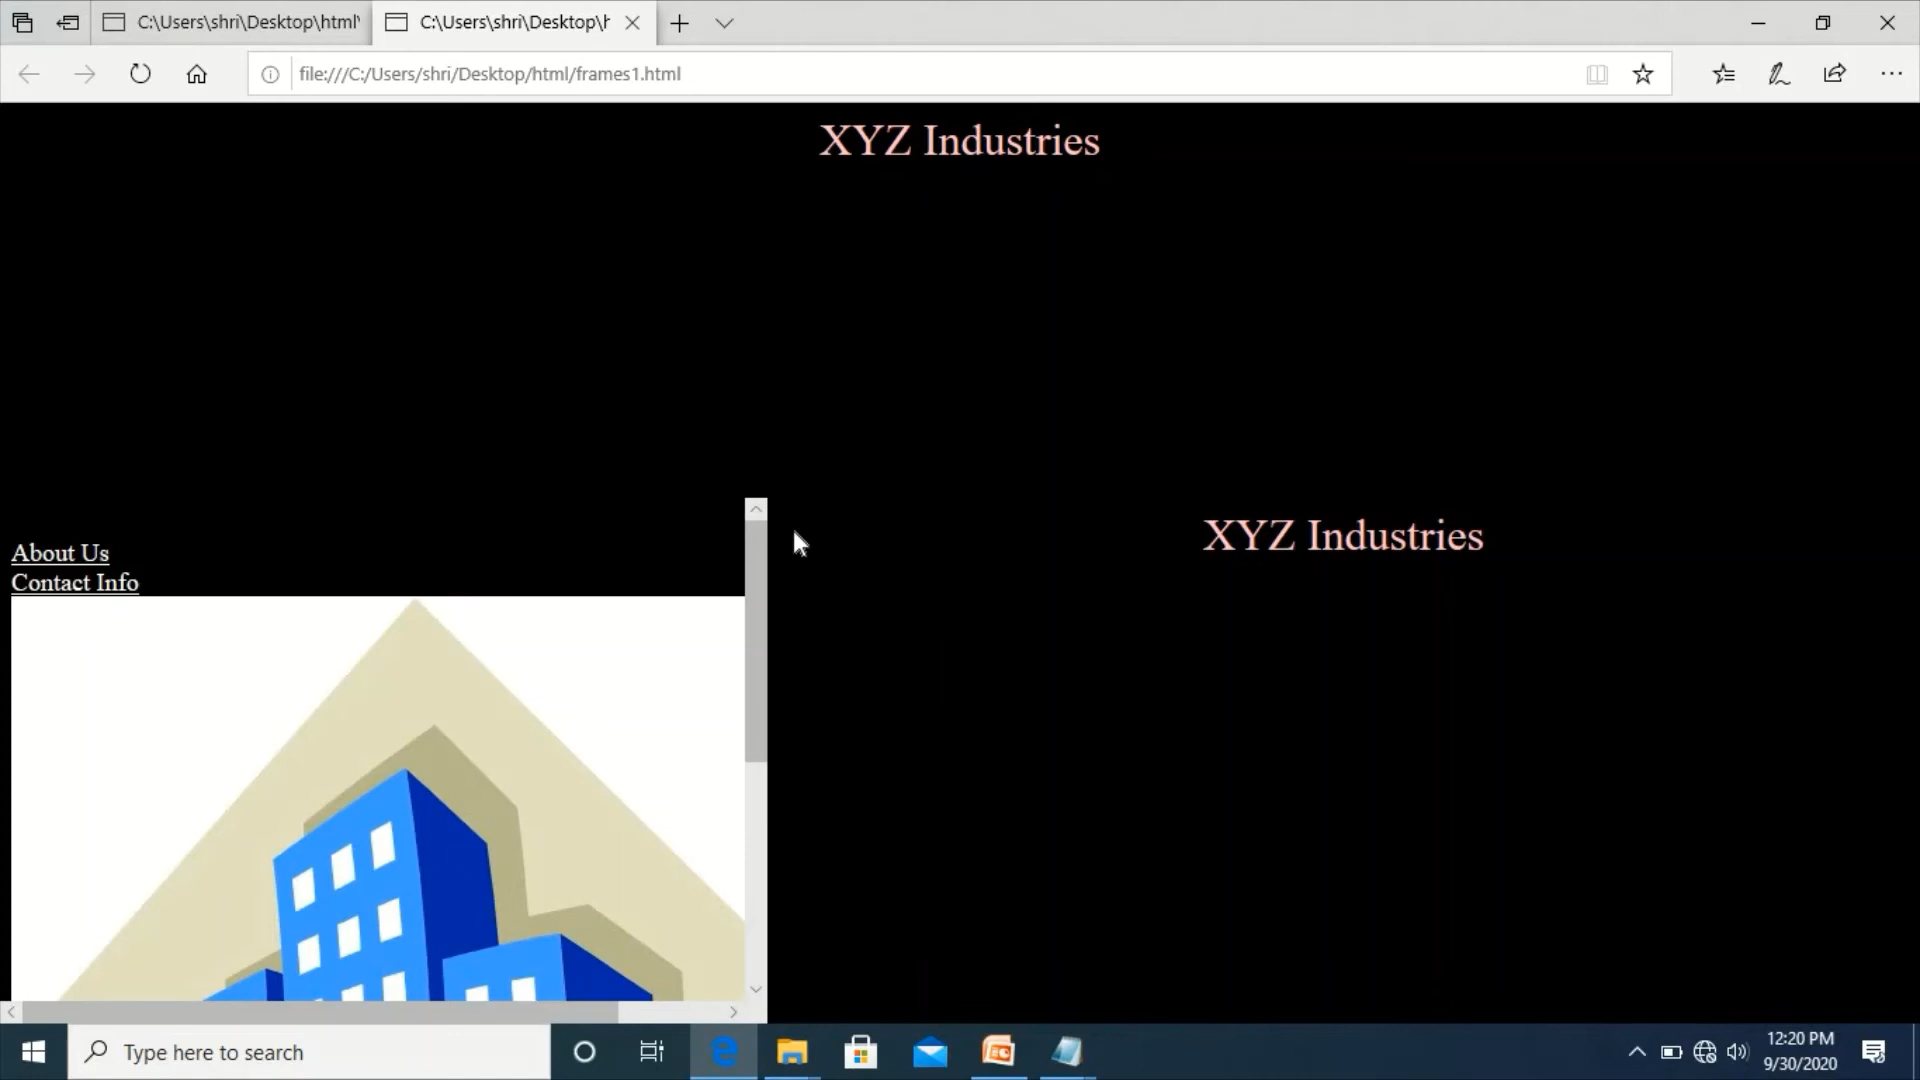 C:\Users\shri\Desktop\html\
C:\Users\shri\Desktop\h
file:///C:/Users/shri/Desktop/html/frames1.html
XYZ Industries
XYZ Industries
About Us
Contact Info
Type here to search
12:20 PM
9/30/2020